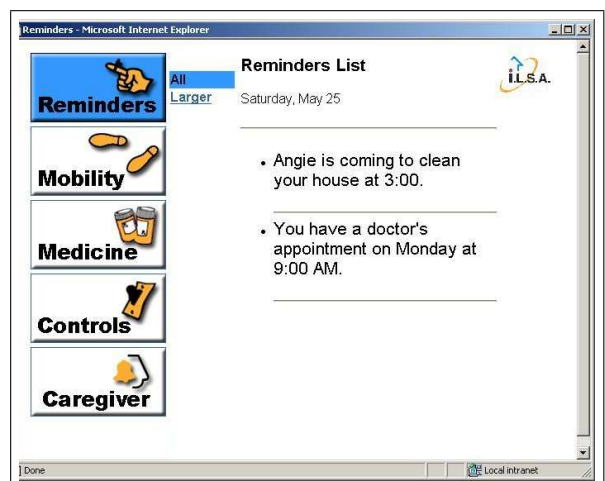 Reminders - Microsoft Internet Explorer
Reminders
All
Larger
Mobility
Medicine
Controls
Caregiver
Reminders List
Saturday, May 25
I.L.S.A.
• Angie is coming to clean
your house at 3:00.
• You have a doctor's
appointment on Monday at
9:00 AM.
Done
Local intranet